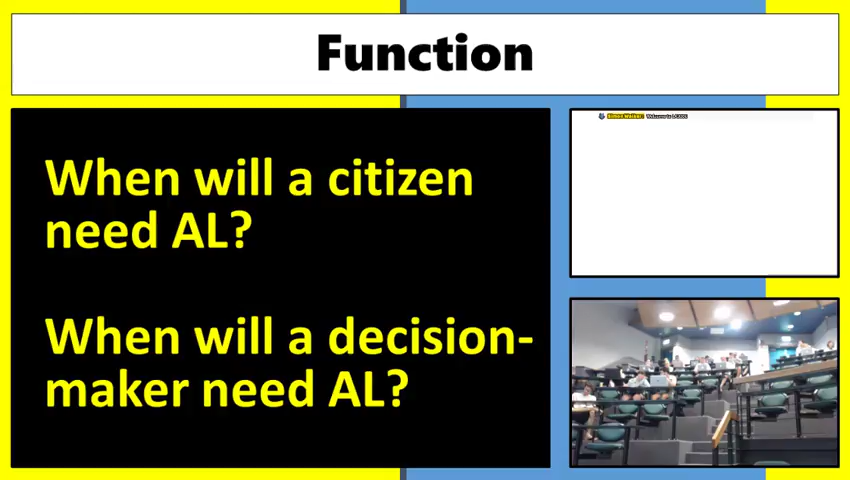 Function
When will a citizen
need AL?
When will a decision-
maker need AL?